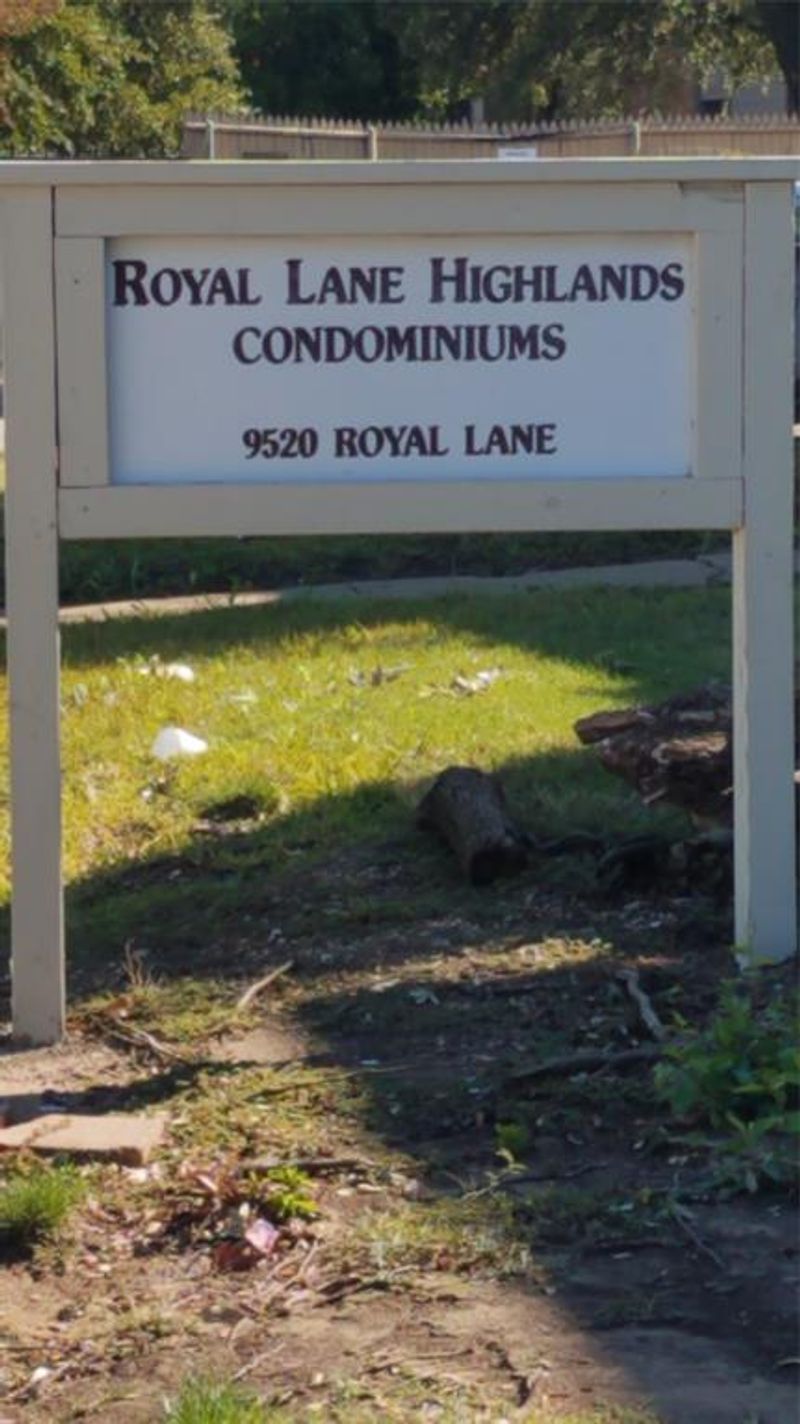 Royal Lane Highlands
CONDOMINIUMS
9520 ROYAL LANE